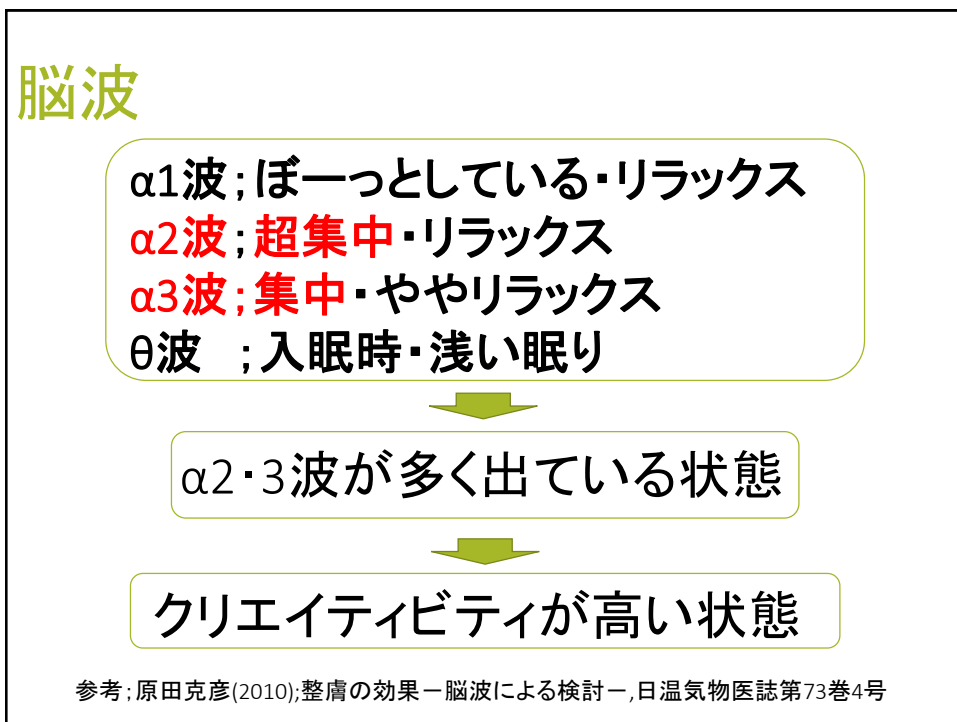 脳波
α1波;ぼーっとしている・リラックス
α2波;超集中・リラックス
α3波;集中・ややリラックス
θ波　;入眠時・浅い眠り
α2・3波が多く出ている状態
クリエイティビティが高い状態
参考;原田克彦(2010);整膚の効果－脳波による検討－,日温気物医誌第73巻4号